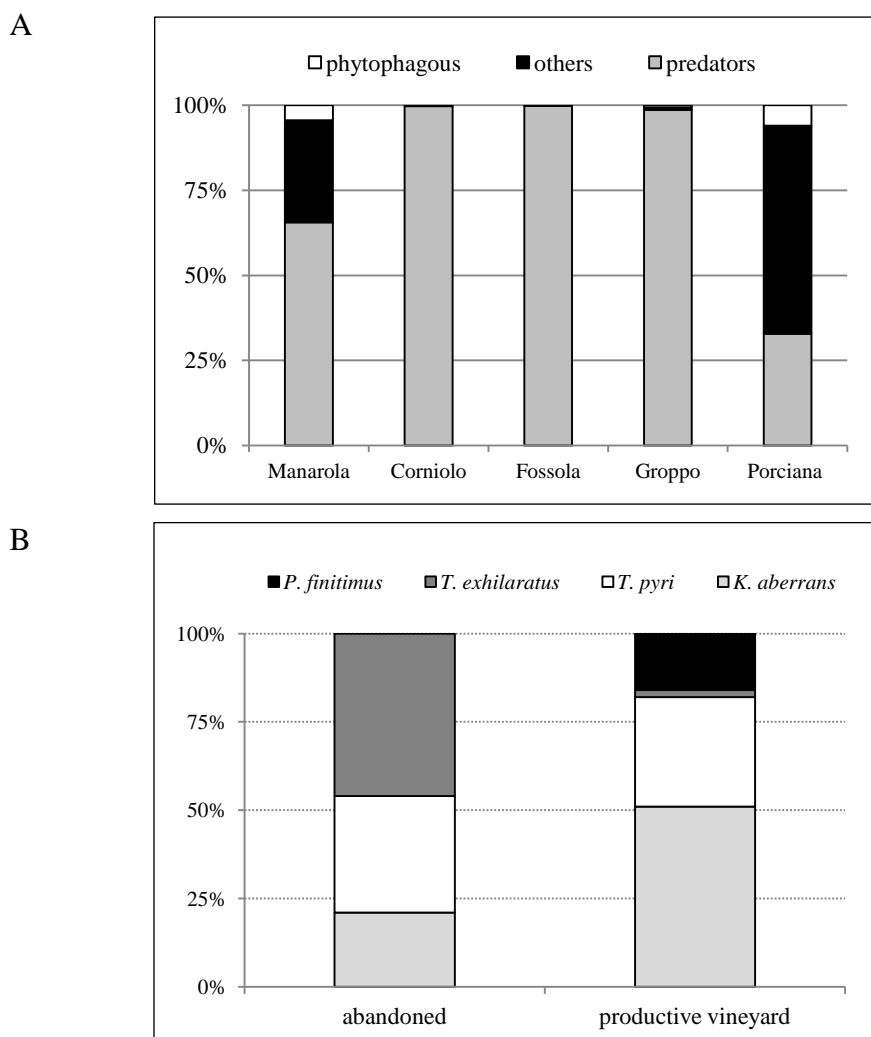 A
phytophagous others predators
100%
75%
50%
25%
0%
Manarola Corniolo Fossola Groppo Porciana
B
P. finitimus T. exhilaratus T. pyri K. aberrans
100%
75%
50%
25%
0%
abandoned productive vineyard